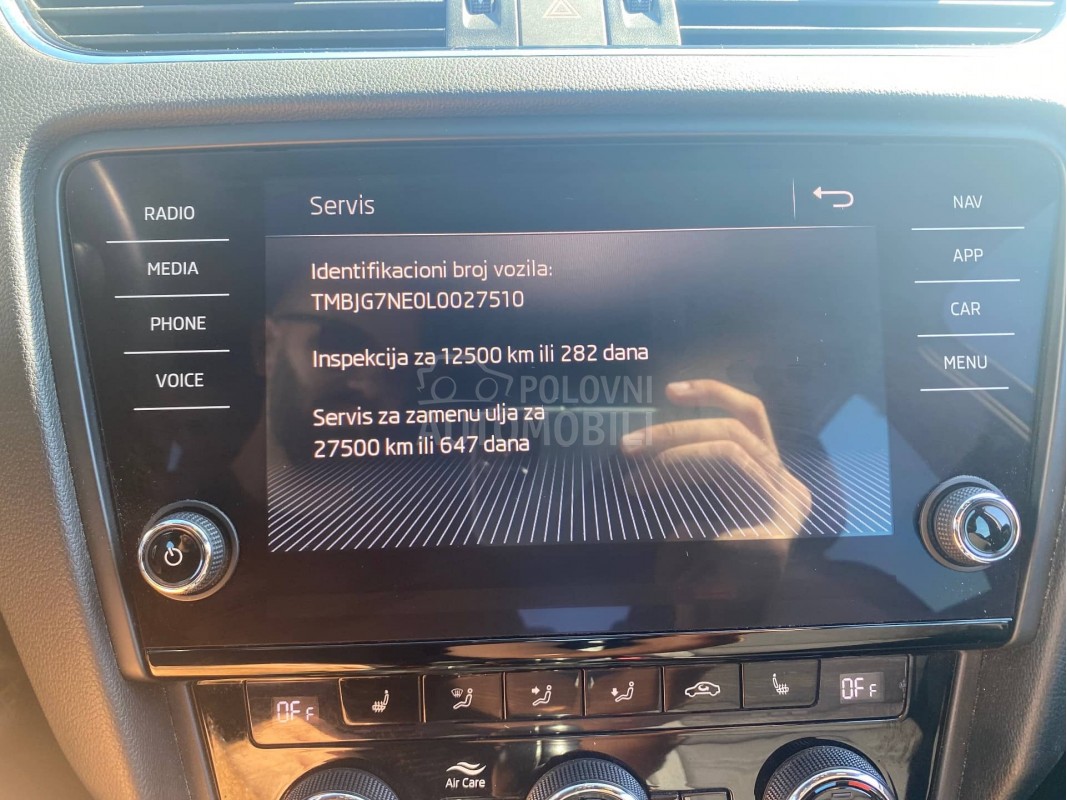 Servis
RADIO
MEDIA
PHONE
VOICE
Identifikacioni broj vozila:
TMBJG7NE0L0027510
Inspekcija za 12500 km ili 282 dana
Servis za zamenu ulja za
27500 km ili 647 dana
POLOVNI
AUTOMOBILI
NAV
APP
CAR
MENU
OFF
OFF
Air Care